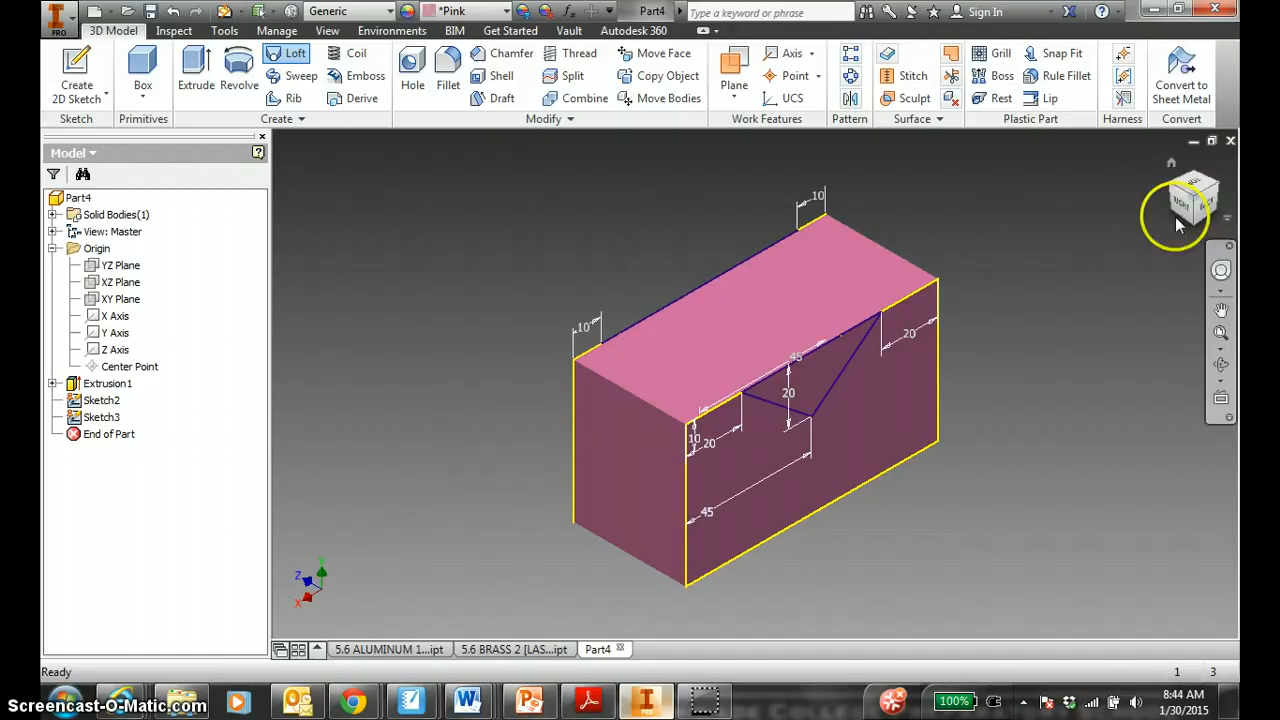 PRO
Generic
*Pink
fx
Part4
Type a keyword or phrase
Sign In
3D Model
Inspect
Tools
Manage
View
Environments
BIM
Get Started
Vault
Autodesk 360
Create
2D Sketch
Box
Extrude
Revolve
Loft
Sweep
Rib
Coil
Emboss
Derive
Hole
Fillet
Chamfer
Shell
Draft
Thread
Split
Combine
Move Face
Copy Object
Move Bodies
Plane
Axis
Point
UCS
Stitch
Sculpt
Grill
Boss
Rest
Snap Fit
Rule Fillet
Lip
Convert to
Sheet Metal
Sketch
Primitives
Create
Modify
Work Features
Pattern
Surface
Plastic Part
Harness
Convert
Model
Part4
Solid Bodies(1)
View: Master
Origin
YZ Plane
XZ Plane
XY Plane
X Axis
Y Axis
Z Axis
Center Point
Extrusion1
Sketch2
Sketch3
End of Part
10
10
20
45
20
10
20
45
RIGHT
Z
X
5.6 ALUMINUM 1....ipt
5.6 BRASS 2 [LAS...ipt
Part4
Ready
1
3
100%
8:44 AM
1/30/2015
Screencast-O-Matic.com